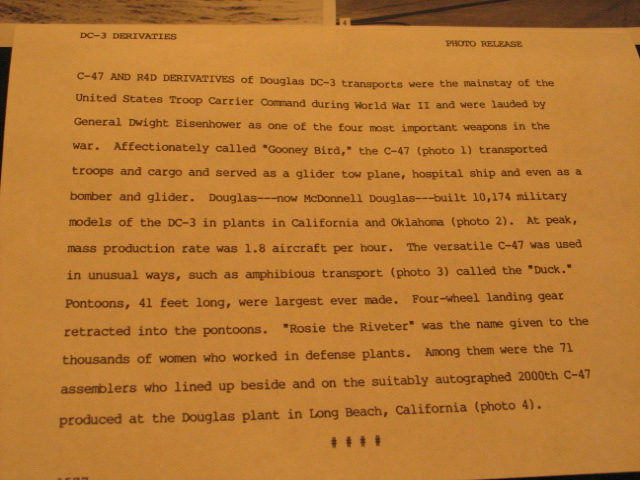 DC-3 DERIVATIES
PHOTO RELEASE
C-47 AND R4D DERIVATIVES of Douglas DC-3 transports were the mainstay of the
United States Troop Carrier Command during World War II and were lauded by
General Dwight Eisenhower as one of the four most important weapons in the
war. Affectionately called "Gooney Bird," the C-47 (photo 1) transported
troops and cargo and served as a glider tow plane, hospital ship and even as a
bomber and glider. Douglas---now McDonnell Douglas---built 10,174 military
models of the DC-3 in plants in California and Oklahoma (photo 2). At peak,
mass production rate was 1.8 aircraft per hour. The versatile C-47 was used
in unusual ways, such as amphibious transport (photo 3) called the "Duck."
Pontoons, 41 feet long, were largest ever made. Four-wheel landing gear
retracted into the pontoons. "Rosie the Riveter" was the name given to the
thousands of women who worked in defense plants. Among them were the 71
assemblers who lined up beside and on the suitably autographed 2000th C-47
produced at the Douglas plant in Long Beach, California (photo 4).
# # # #